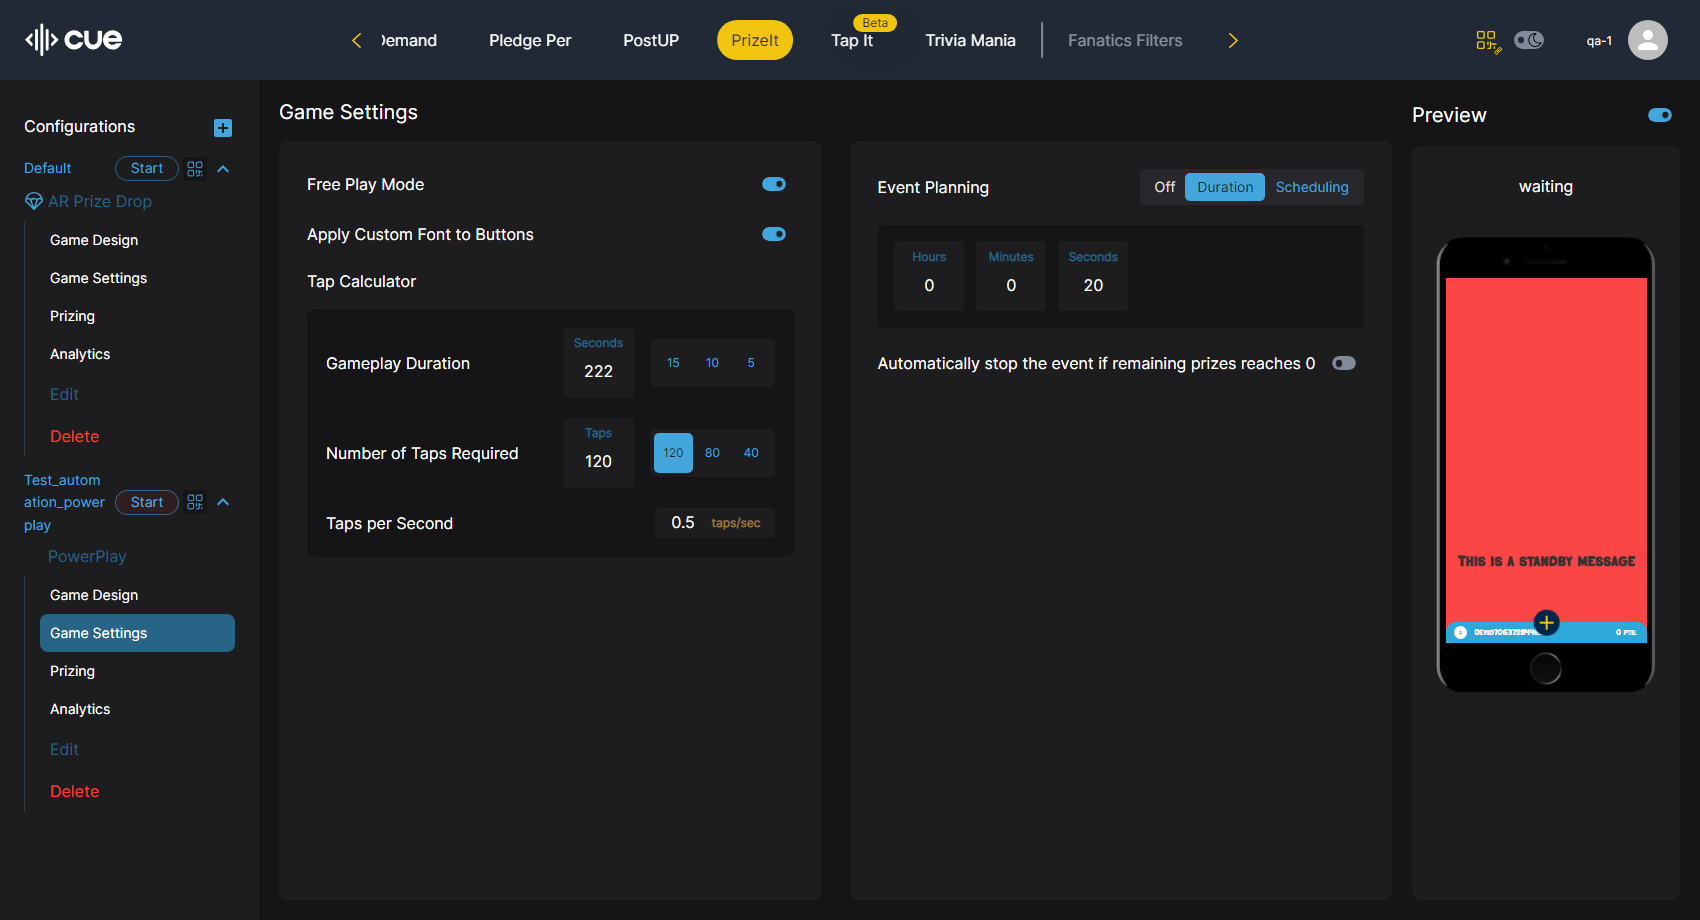 cue
Demand
Pledge Per
PostUP
PrizeIt
Beta
Tap It
Trivia Mania
Fanatics Filters
qa-1
Configurations
Default
Start
AR Prize Drop
Game Design
Game Settings
Prizing
Analytics
Edit
Delete
Test_autom
ation_power
play
Start
PowerPlay
Game Design
Game Settings
Prizing
Analytics
Edit
Delete
Game Settings
Free Play Mode
Apply Custom Font to Buttons
Tap Calculator
Gameplay Duration
Seconds
222
15 10 5
Number of Taps Required
Taps
120
120 80 40
Taps per Second
0.5 taps/sec
Event Planning
Off Duration Scheduling
Hours
0
Minutes
0
Seconds
20
Automatically stop the event if remaining prizes reaches 0
Preview
waiting
This is a standby message
0 pts.